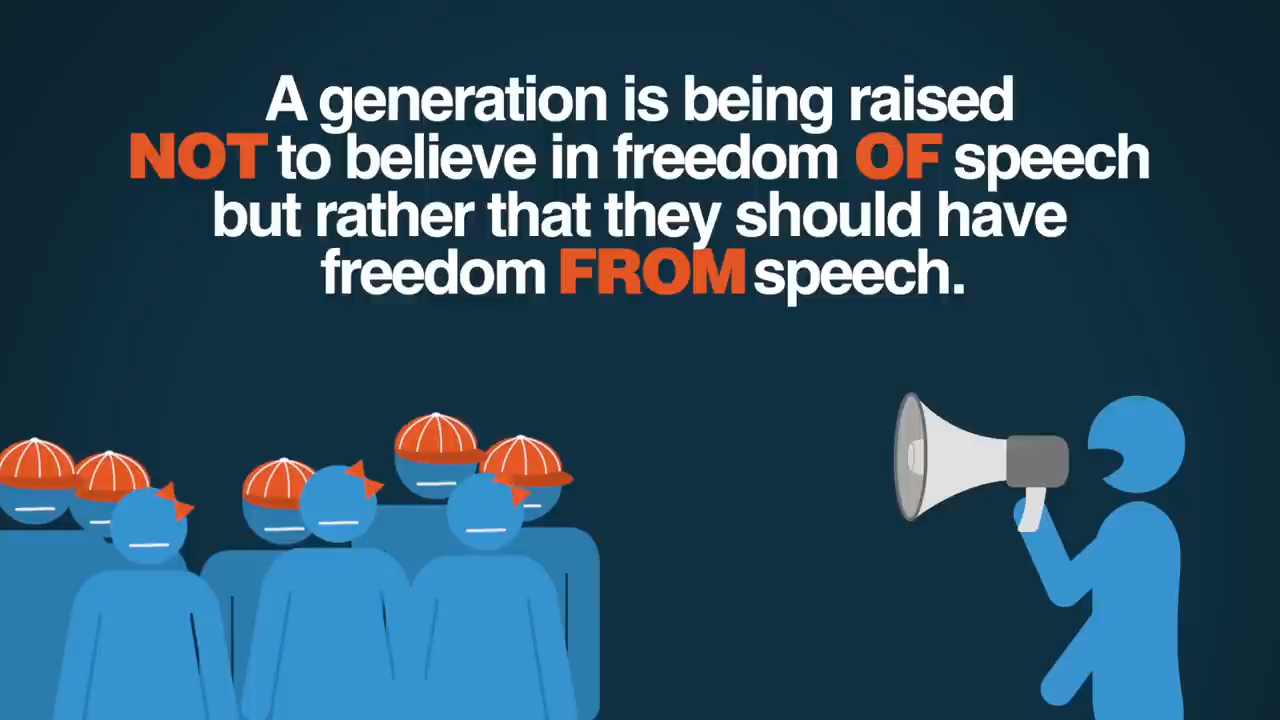 A generation is being raised
NOT to believe in freedom OF speech
but rather that they should have
freedom FROM speech.